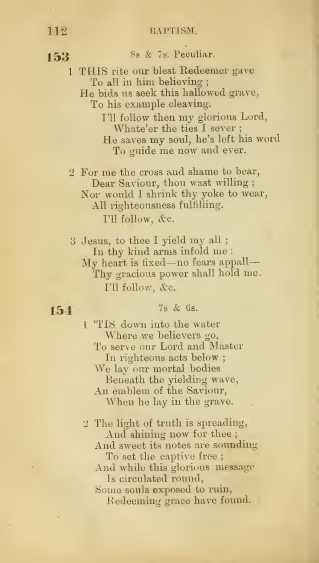 112 BAPTISM.
153 8s & 7s. Peculiar.
1 THIS rite our blest Redeemer gave
To all in him believing ;
He bids us seek this hallowed grave,
To his example cleaving.
I'll follow then my glorious Lord,
Whate'er the ties I sever ;
He saves my soul, he's left his word
To guide me now and ever.
2 For me the cross and shame to bear,
Dear Saviour, thou wast willing ;
Nor would I shrink thy yoke to wear,
All righteousness fulfilling.
I'll follow, &c.
3 Jesus, to thee I yield my all ;
In thy kind arms infold me :
My heart is fixed—no fears appall—
Thy gracious power shall hold me.
I'll follow, &c.
154 7s & 6s.
1 'TIS down into the water
Where we believers go,
To serve our Lord and Master
In righteous acts below ;
We lay our mortal bodies
Beneath the yielding wave,
An emblem of the Saviour,
When he lay in the grave.
2 The light of truth is spreading,
And shining now for thee ;
And sweet its notes are sounding
To set the captive free ;
And while this glorious message
Is circulated round,
Some souls exposed to ruin,
Redeeming grace have found.